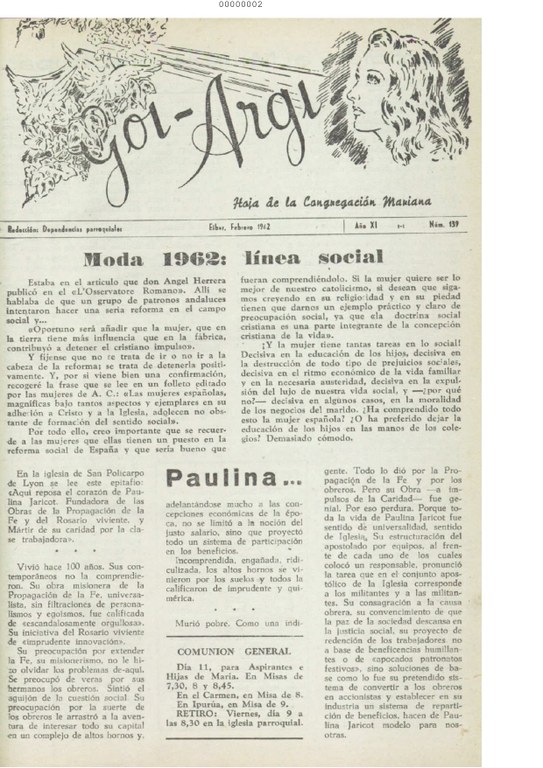 00000002
Goi-Argi
Hoja de la Congregación Mariana
Redacción: Dependencias parroquiales
Eibar, Febrero 1962
Año XI
Núm. 139
Moda 1962: línea social
Estaba en el artículo que don Angel Herrera
publicó en el «L'Osservatore Romano». Allí se
hablaba de que un grupo de patronos andaluces
intentaron hacer una seria reforma en el campo
social y...
«Oportuno será añadir que la mujer, que en
la tierra más influencia que en la fábrica,
contribuyó a detener el cristiano impulso».
Y fíjense que no se trata de ir o no ir a la
cabeza de la reforma; se trata de detenerla positi-
vamente. Y, por si viene bien una confirmación,
recogeré la frase que se lee en un folleto editado
por las mujeres de A. C.: «Las mujeres españolas,
magníficas bajo tantos aspectos y ejemplares en su
adhesión a Cristo y a la Iglesia, adolecen no obs-
tante de formación del sentido social».
Por todo ello, creo importante que se recuer-
de a las mujeres que ellas tienen un puesto en la
reforma social de España y que sería bueno que
fueran comprendiéndolo. Si la mujer quiere ser lo
mejor de nuestro catolicismo, si desean que siga-
mos creyendo en su religiosidad y en su piedad
tienen que darnos un ejemplo práctico y claro de
preocupación social, ya que ela doctrina social
cristiana es una parte integrante de la concepción
cristiana de la vida».
¡Y la mujer tiene tantas tareas en lo social!
Decisiva en la educación de los hijos, decisiva en
la destrucción de todo tipo de prejuicios sociales,
decisiva en el ritmo económico de la vida familiar
y en la necesaria austeridad, decisiva en la expul-
sión del lujo de nuestra vida social, y —¿por qué
no?— decisiva en algunos casos, en la moralidad
de los negocios del marido. ¿Ha comprendido todo
esto la mujer española? ¿O ha preferido dejar la
educación de los hijos en las manos de los cole-
gios? Demasiado cómodo.
Paulina...
En la iglesia de San Policarpo
de Lyon se lee este epitafio:
«Aquí reposa el corazón de Pau-
lina Jaricot. Fundadora de las
Obras de la Propagación de la
Fe y del Rosario viviente, y
Mártir de su caridad por la cla-
se trabajadora».
* * *
Vivió hace 100 años. Sus con-
temporáneos no la comprendie-
ron. Su obra misionera de la
Propagación de la Fe, universa-
lista, sin filtraciones de persona-
lismos y egoísmos, fue calificada
de «escandalosamente orgullosa».
Su iniciativa del Rosario viviente
de «imprudente innovación».
Su preocupación por extender
la Fe, su misionerismo, no le hi-
zo olvidar los problemas de-aquí.
Se preocupó de veras por sus
hermanos los obreros. Sintió el
aguijón de la cuestión social. Su
preocupación por la suerte de
los obreros le arrastró a la aven-
tura de interesar todo su capital
en un complejo de altos hornos y.
adelantándose mucho a las con-
cepciones económicas de la épo-
ca, no se limitó a la noción del
justo salario, sino que proyectó
todo un sistema de participación
en los beneficios.
Incomprendida, engañada, ridi-
culizada, los altos hornos se vi-
nieron por los suelos y todos la
calificaron de imprudente y qui-
mérica.
* * *
Murió pobre. Como una indi-
COMUNION GENERAL
Día 11, para Aspirantes e
Hijas de María. En Misas de
7,30, 8 y 8,45.
En el Carmen, en Misa de 8.
En Ipurúa, en Misa de 9.
RETIRO: Viernes, día 9 a
las 8,30 en la iglesia parroquial.
gente. Todo lo dió por la Pro-
pagación de la Fe y por los
obreros. Pero su Obra —a im-
pulsos de la Caridad— fue ge-
nial. Por eso perdura. Porque to-
da la vida de Paulina Jaricot fue
sentido de universalidad, sentido
de Iglesia. Su estructuración del
apostolado por equipos, al fren-
te de cada uno de los cuales
colocó un responsable, pronunció
la tarea que en el conjunto apos-
tólico de la Iglesia corresponde
a los militantes y a las militan-
tes. Su consagración a la causa
obrera, su convencimiento de que
la paz de la sociedad descansa en
la justicia social, su proyecto de
redención de los trabajadores no
a base de beneficencias humillan-
tes o de «apocados patronatos
festivos», sino soluciones de ba-
se como lo fue su pretendido sis-
tema de convertir a los obreros
en accionistas y establecer en su
industria un sistema de reparti-
ción de beneficios, hacen de Pau-
lina Jaricot modelo para nos-
otras.